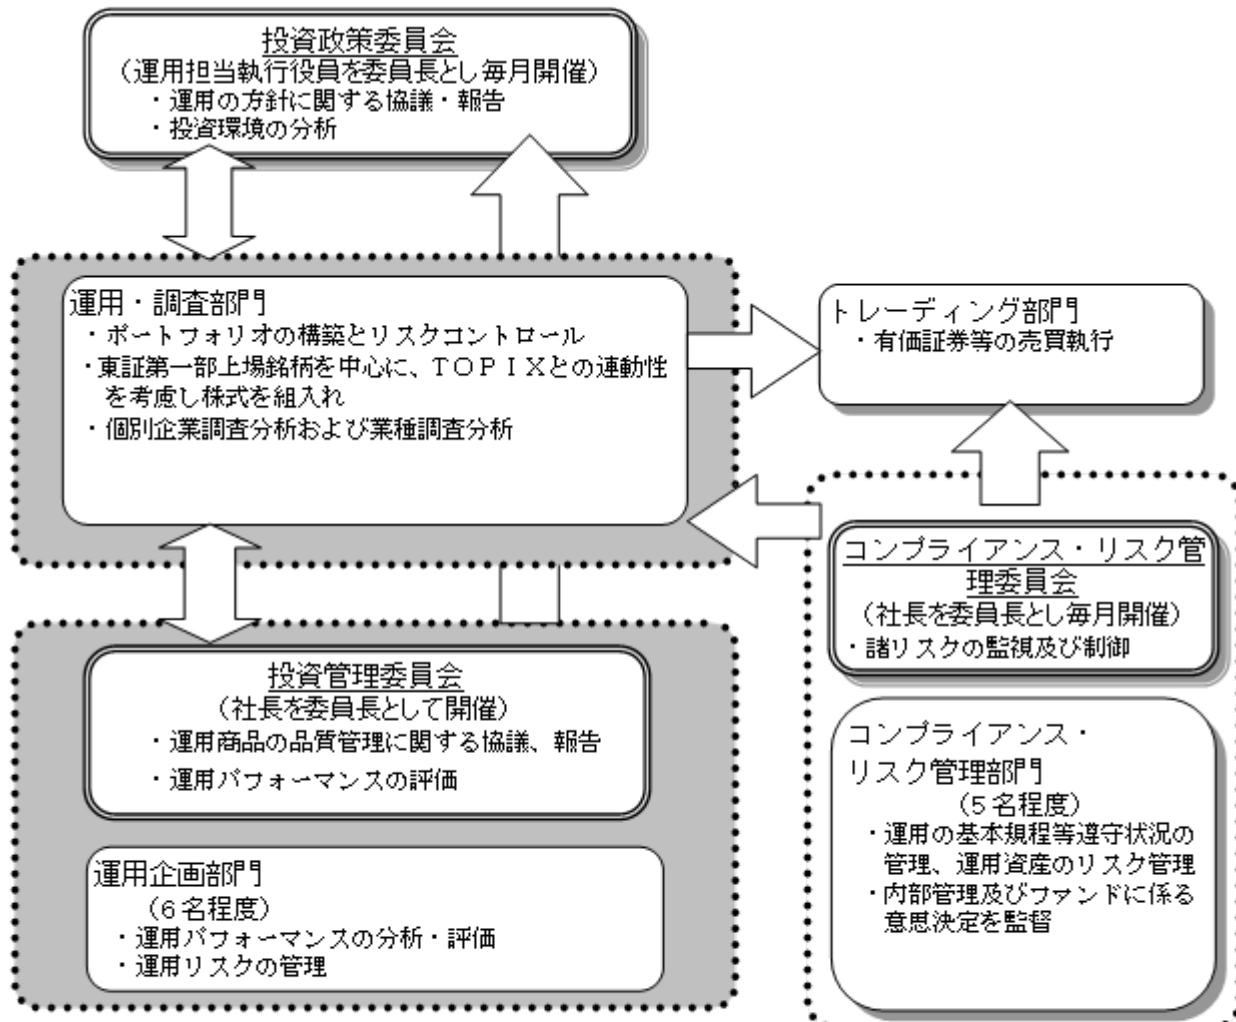 投資政策委員会
（運用担当執行役員を委員長とし毎月開催）
・運用の方針に関する協議・報告
・投資環境の分析
運用・調査部門
・ポートフォリオの構築とリスクコントロール
・東証第一部上場銘柄を中心に、ＴＯＰＩＸとの連動性
を考慮し株式を組入れ
・個別企業調査分析および業種調査分析
トレーディング部門
・有価証券等の売買執行
コンプライアンス・リスク管
理委員会
（社長を委員長とし毎月開催）
・諸リスクの監視及び制御
投資管理委員会
（社長を委員長として開催）
・運用商品の品質管理に関する協議、報告
・運用パフォーマンスの評価
コンプライアンス・
リスク管理部門
（５名程度）
・運用の基本規程等遵守状況の
管理、運用資産のリスク管理
・内部管理及びファンドに係る
意思決定を監督
運用企画部門
（６名程度）
・運用パフォーマンスの分析・評価
・運用リスクの管理